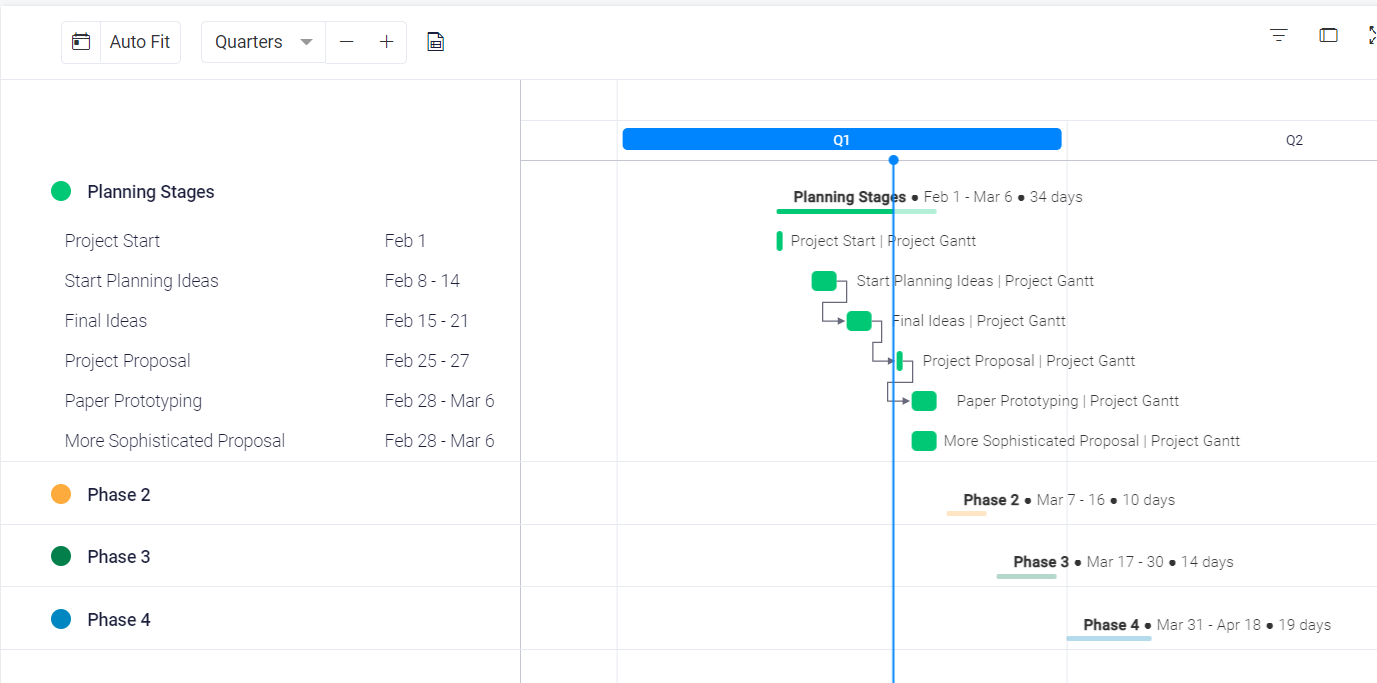 Auto Fit Quarters
Q1 Q2
Planning Stages Planning Stages ● Feb 1 - Mar 6 ● 34 days
Project Start Feb 1 Project Start | Project Gantt
Start Planning Ideas Feb 8 - 14 Start Planning Ideas | Project Gantt
Final Ideas Feb 15 - 21 Final Ideas | Project Gantt
Project Proposal Feb 25 - 27 Project Proposal | Project Gantt
Paper Prototyping Feb 28 - Mar 6 Paper Prototyping | Project Gantt
More Sophisticated Proposal Feb 28 - Mar 6 More Sophisticated Proposal | Project Gantt
Phase 2 Phase 2 ● Mar 7 - 16 ● 10 days
Phase 3 Phase 3 ● Mar 17 - 30 ● 14 days
Phase 4 Phase 4 ● Mar 31 - Apr 18 ● 19 days